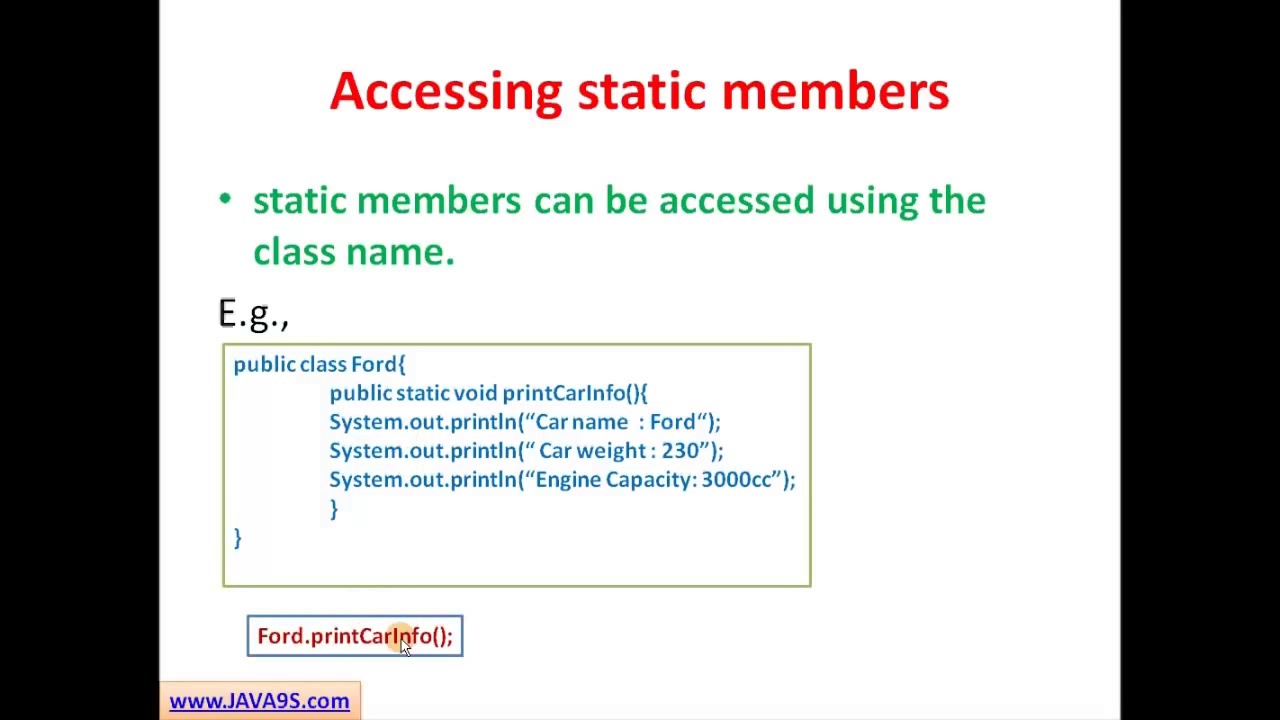 Accessing static members
• static members can be accessed using the
class name.
E.g.,
public class Ford{
public static void printCarInfo(){
System.out.println(“Car name  : Ford“);
System.out.println(“ Car weight : 230”);
System.out.println(“Engine Capacity: 3000cc”);
}
}
Ford.printCarInfo();
www.JAVA9S.com